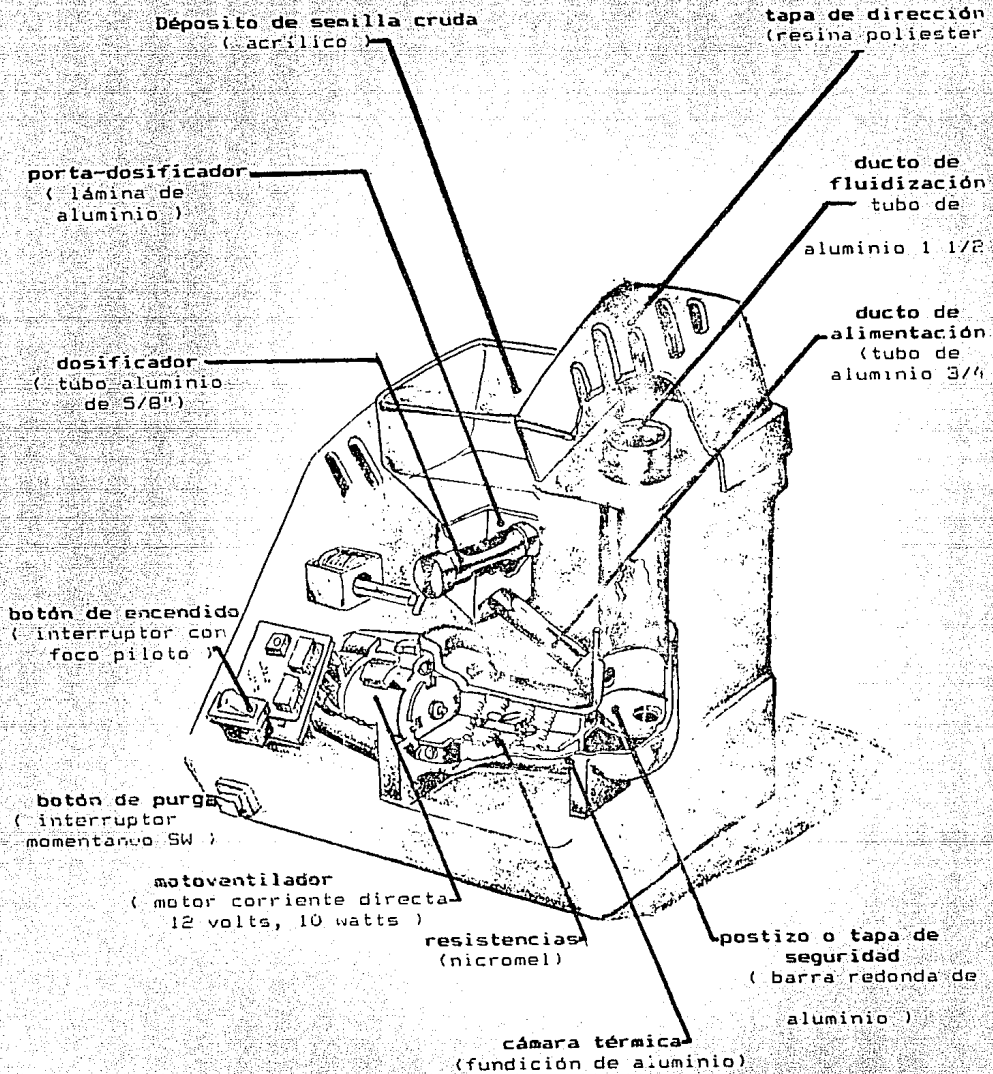 Déposito de semilla cruda
( acrílico )
tapa de dirección
(resina poliester
porta-dosificador
( lámina de
aluminio )
ducto de
fluidización
tubo de
aluminio 1 1/2
dosificador
( tubo aluminio
de 5/8")
ducto de
alimentación
(tubo de
aluminio 3/4
botón de encendido
( interruptor con
foco piloto )
botón de purga
( interruptor
momentaneo SW )
motoventilador
( motor corriente directa
12 volts, 10 watts )
resistencias
(nicromel)
postizo o tapa de
seguridad
( barra redonda de
aluminio )
cámara térmica
(fundición de aluminio)